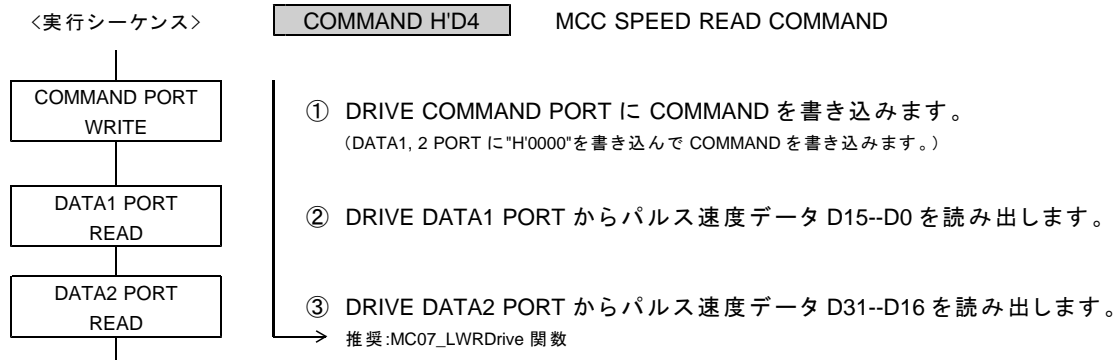 <実行シーケンス>
COMMAND H'D4 MCC SPEED READ COMMAND
COMMAND PORT
WRITE
① DRIVE COMMAND PORT に COMMAND を書き込みます。
（DATA1, 2 PORT に"H'0000"を書き込んで COMMAND を書き込みます。）
DATA1 PORT
READ
② DRIVE DATA1 PORT からパルス速度データ D15--D0 を読み出します。
DATA2 PORT
READ
③ DRIVE DATA2 PORT からパルス速度データ D31--D16 を読み出します。
推奨:MC07_LWRDrive 関数